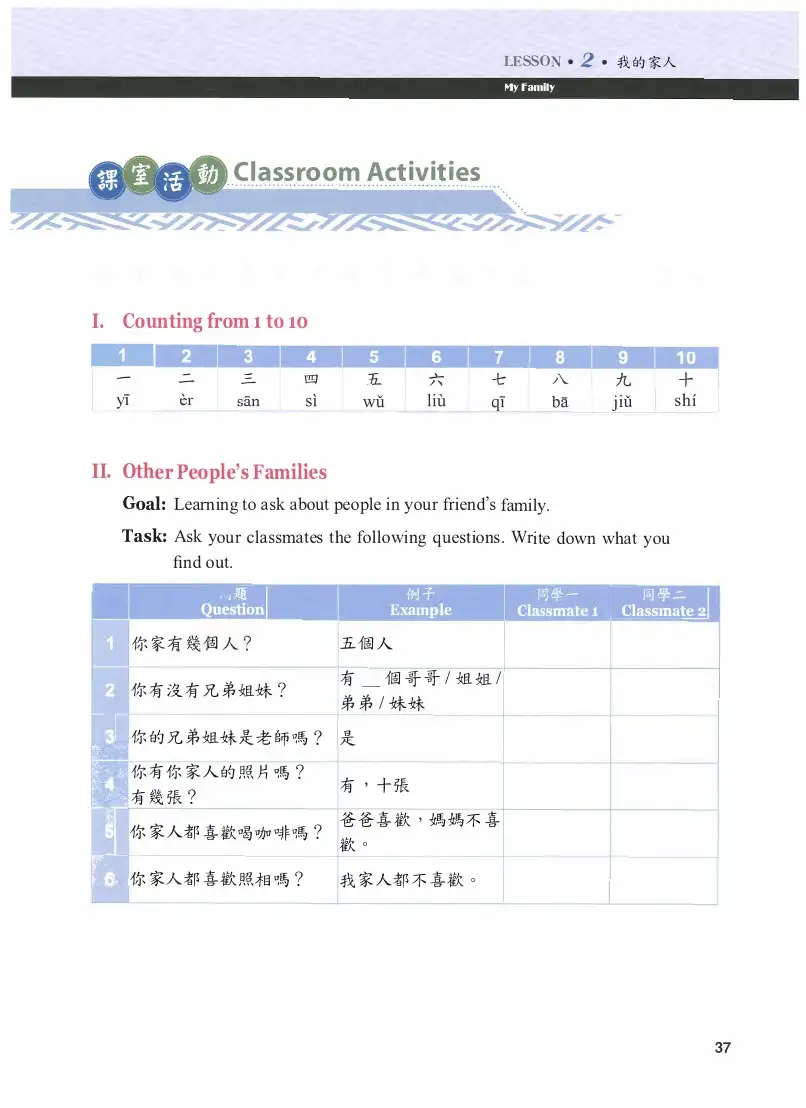 LESSON • 2 • 我的家人
My Family
課室活動 Classroom Activities
I. Counting from 1 to 10
1 2 3 4 5 6 7 8 9 10
一 二 三 四 五 六 七 八 九 十
yī èr sān sì wǔ liù qī bā jiǔ shí
II. Other People's Families
Goal: Learning to ask about people in your friend's family.
Task: Ask your classmates the following questions. Write down what you
find out.
題 例子 同學一 同學二
Question Example Classmate 1 Classmate 2
1 你家有幾個人？ 五個人
2 你有沒有兄弟姐妹？ 有 __ 個哥哥/姐姐/
弟弟/妹妹
3 你的兄弟姐妹是老師嗎？ 是
4 你有你家人的照片嗎？
有幾張？ 有，十張
5 你家人都喜歡喝咖啡嗎？ 爸爸喜歡，媽媽不喜
歡。
6 你家人都喜歡照相嗎？ 我家人都不喜歡。
37